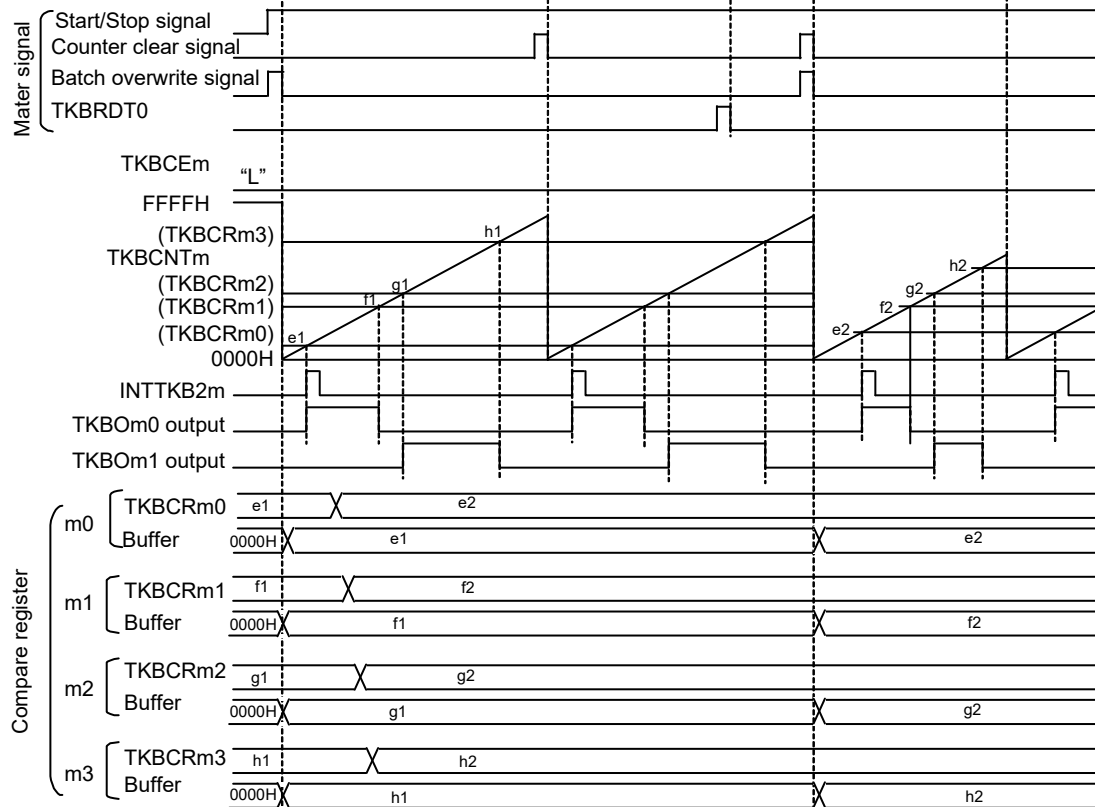 Mater signal
Start/Stop signal
Counter clear signal
Batch overwrite signal
TKBRDT0
TKBCEm
“L”
FFFFH
(TKBCRm3)
h1
TKBCNTm
h2
(TKBCRm2)
g1
g2
(TKBCRm1)
f1
f2
(TKBCRm0)
e1
e2
0000H
INTTKB2m
TKBOm0 output
TKBOm1 output
Compare register
m0
TKBCRm0
e1
e2
Buffer
0000H
e1
e2
m1
TKBCRm1
f1
f2
Buffer
0000H
f1
f2
m2
TKBCRm2
g1
g2
Buffer
0000H
g1
g2
m3
TKBCRm3
h1
h2
Buffer
0000H
h1
h2